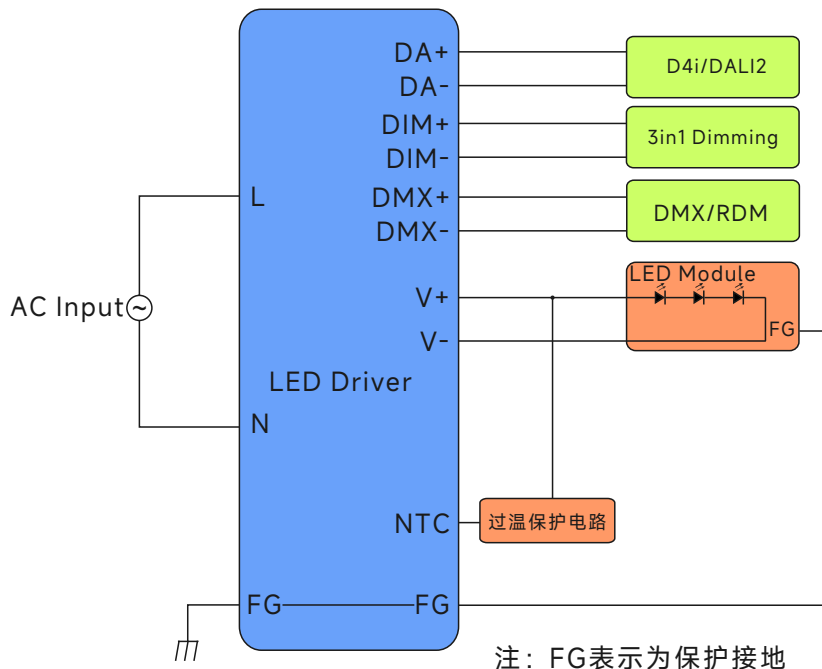 DA+
D4i/DALI2
DA-
DIM+
3in1 Dimming
DIM-
L
DMX+
DMX/RDM
DMX-
LED Module
AC Input
V+
FG
V-
LED Driver
N
NTC
过温保护电路
FG
FG
注：FG表示为保护接地